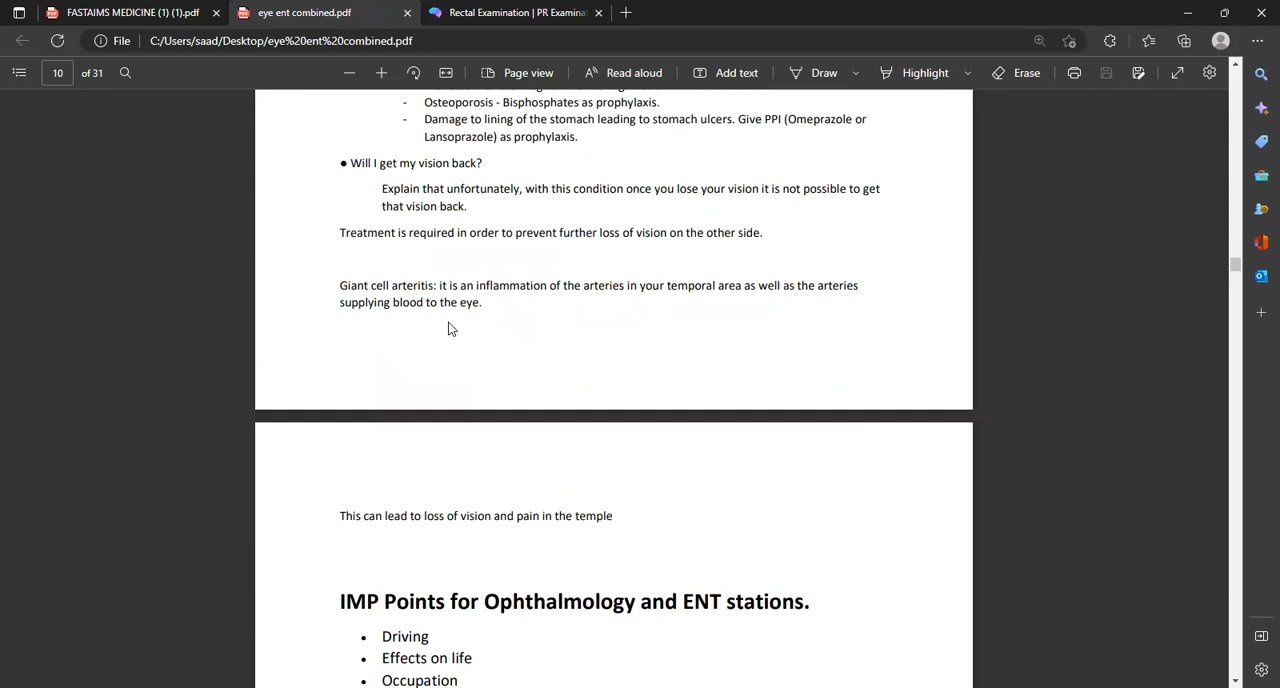 FASTAIMS MEDICINE (1) (1).pdf
eye ent combined.pdf
Rectal Examination | PR Examina
File
C:/Users/saad/Desktop/eye%20ent%20combined.pdf
10 of 31
Page view
Read aloud
Add text
Draw
Highlight
Erase
- Osteoporosis - Bisphosphates as prophylaxis.
- Damage to lining of the stomach leading to stomach ulcers. Give PPI (Omeprazole or
Lansoprazole) as prophylaxis.
● Will I get my vision back?
Explain that unfortunately, with this condition once you lose your vision it is not possible to get
that vision back.
Treatment is required in order to prevent further loss of vision on the other side.
Giant cell arteritis: it is an inflammation of the arteries in your temporal area as well as the arteries
supplying blood to the eye.
This can lead to loss of vision and pain in the temple
IMP Points for Ophthalmology and ENT stations.
• Driving
• Effects on life
• Occupation